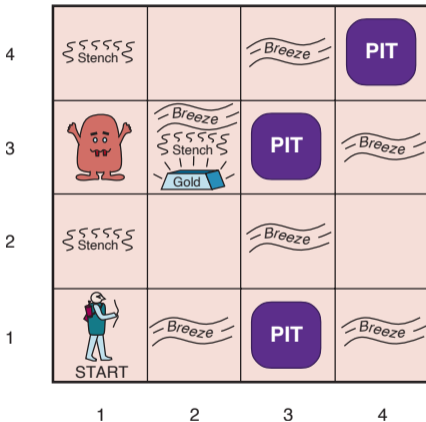 4
Stench
Breeze
PIT
3
Breeze
Stench
Gold
PIT
Breeze
2
Stench
Breeze
1
START
Breeze
PIT
Breeze
1 2 3 4